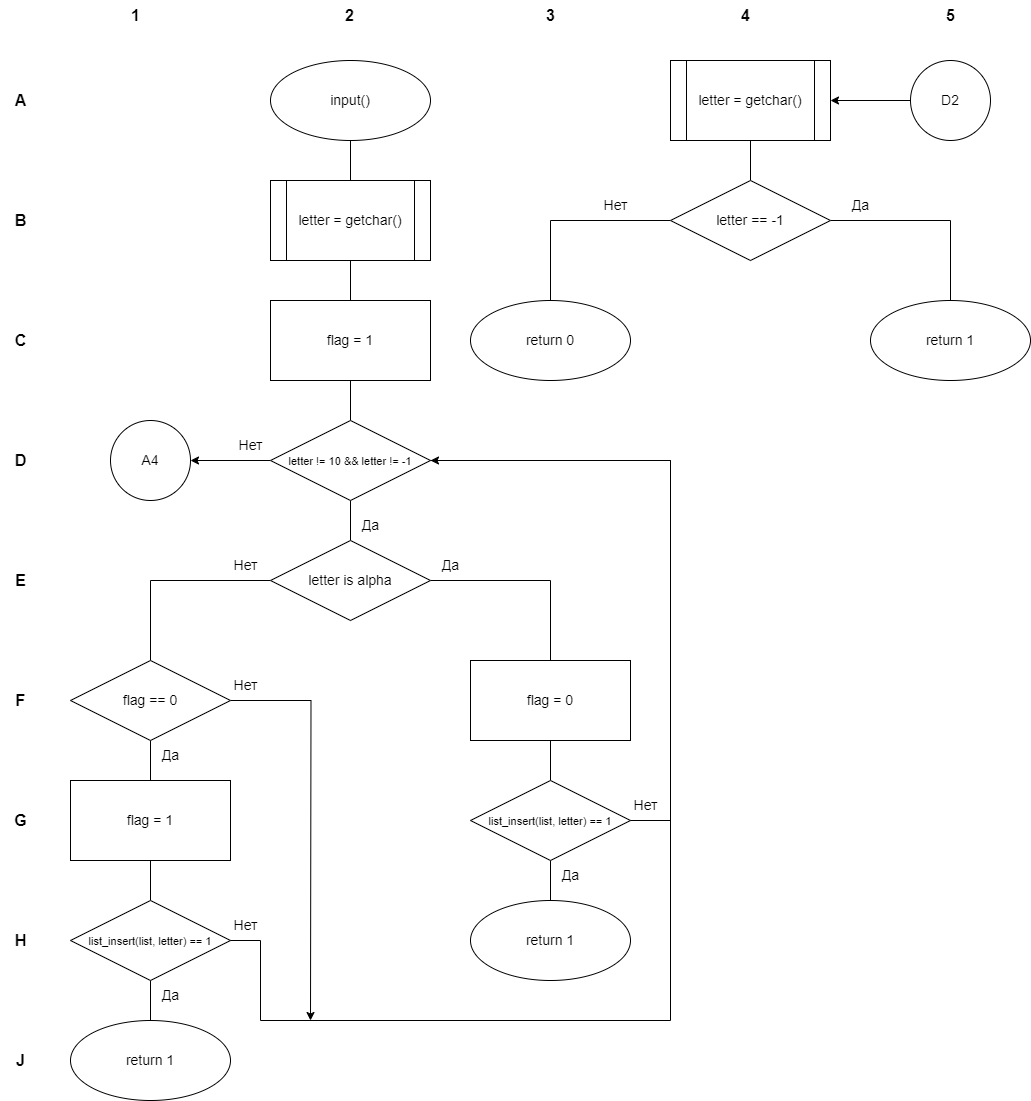 1 2 3 4 5
A
input()
letter = getchar()
D2
B
letter = getchar()
Нет
letter == -1
Да
C
flag = 1
return 0
return 1
D
A4
Нет
letter != 10 && letter != -1
Да
E
Нет
letter is alpha
Да
F
flag == 0
Нет
flag = 0
Да
G
flag = 1
list_insert(list, letter) == 1
Нет
Да
H
list_insert(list, letter) == 1
Нет
return 1
Да
J
return 1